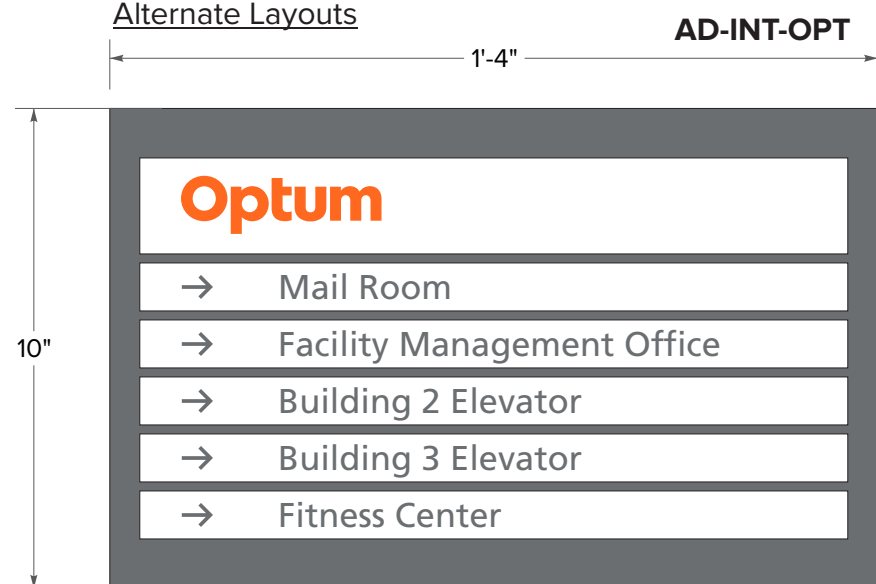 Alternate Layouts
AD-INT-OPT
1'-4"
10"
Optum
→ Mail Room
→ Facility Management Office
→ Building 2 Elevator
→ Building 3 Elevator
→ Fitness Center